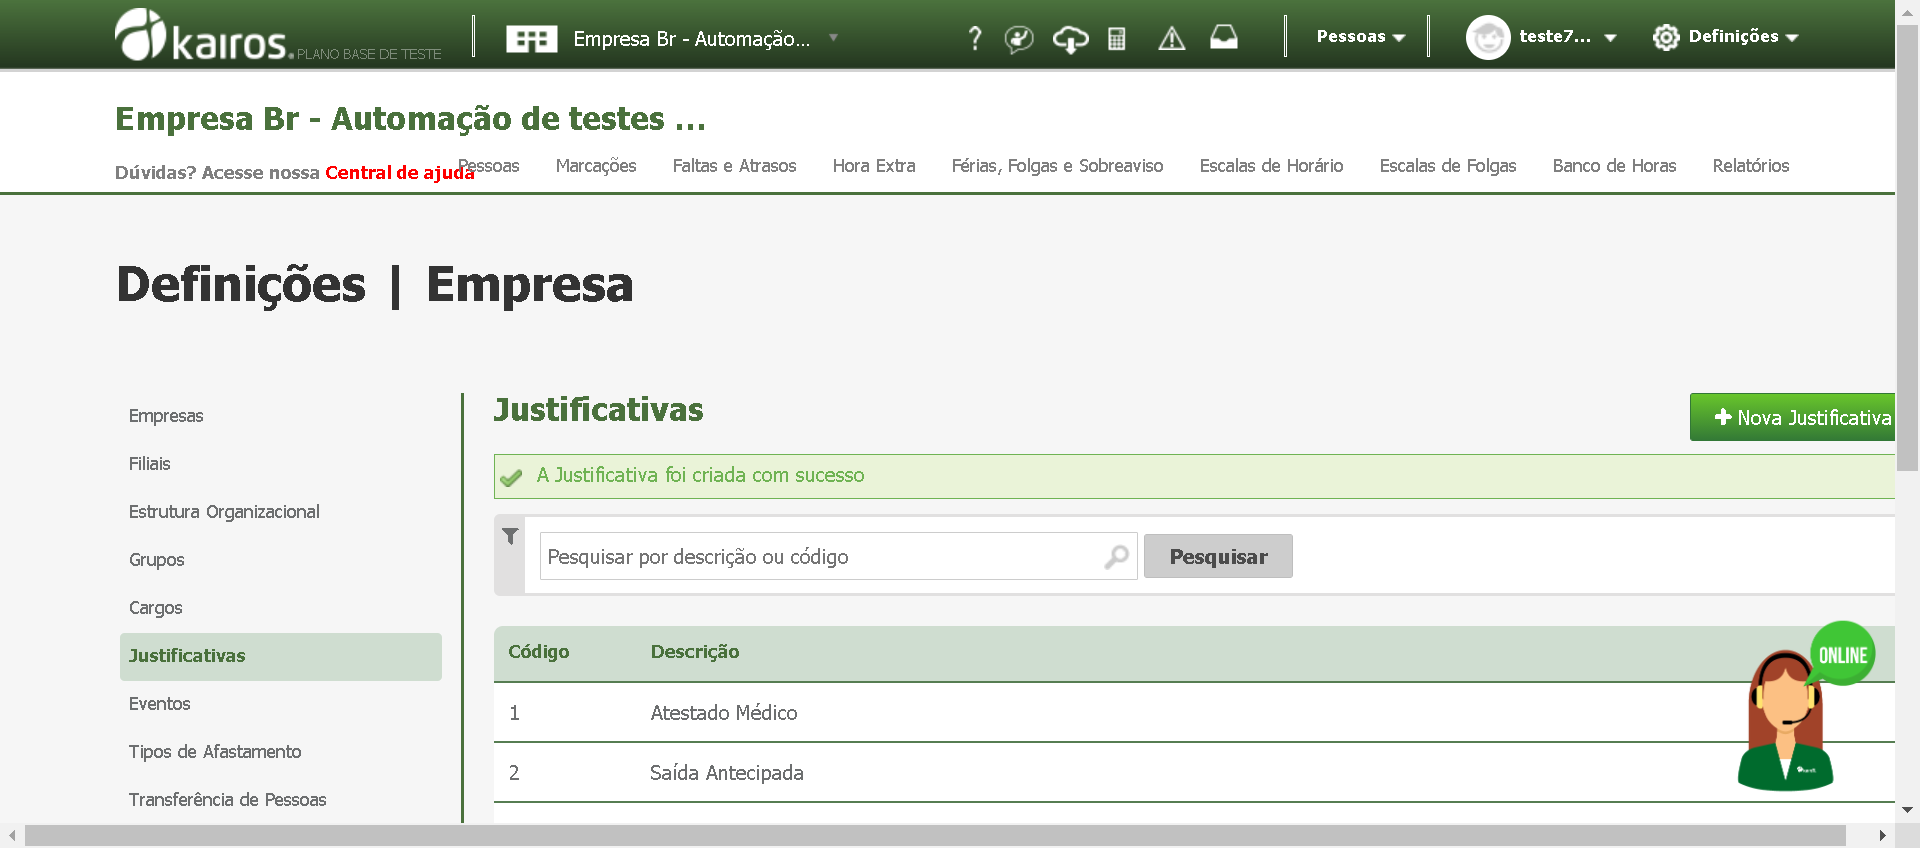 kairos. PLANO BASE DE TESTE
Empresa Br - Automação...
?
Pessoas
teste7...
Definições
Empresa Br - Automação de testes ...
Dúvidas? Acesse nossa Central de ajuda
Pessoas Marcações Faltas e Atrasos Hora Extra Férias, Folgas e Sobreaviso Escalas de Horário Escalas de Folgas Banco de Horas Relatórios
Definições | Empresa
Empresas
Filiais
Estrutura Organizacional
Grupos
Cargos
Justificativas
Eventos
Tipos de Afastamento
Transferência de Pessoas
Justificativas
Nova Justificativa
A Justificativa foi criada com sucesso
Pesquisar por descrição ou código
Pesquisar
Código Descrição
1 Atestado Médico
2 Saída Antecipada
ONLINE